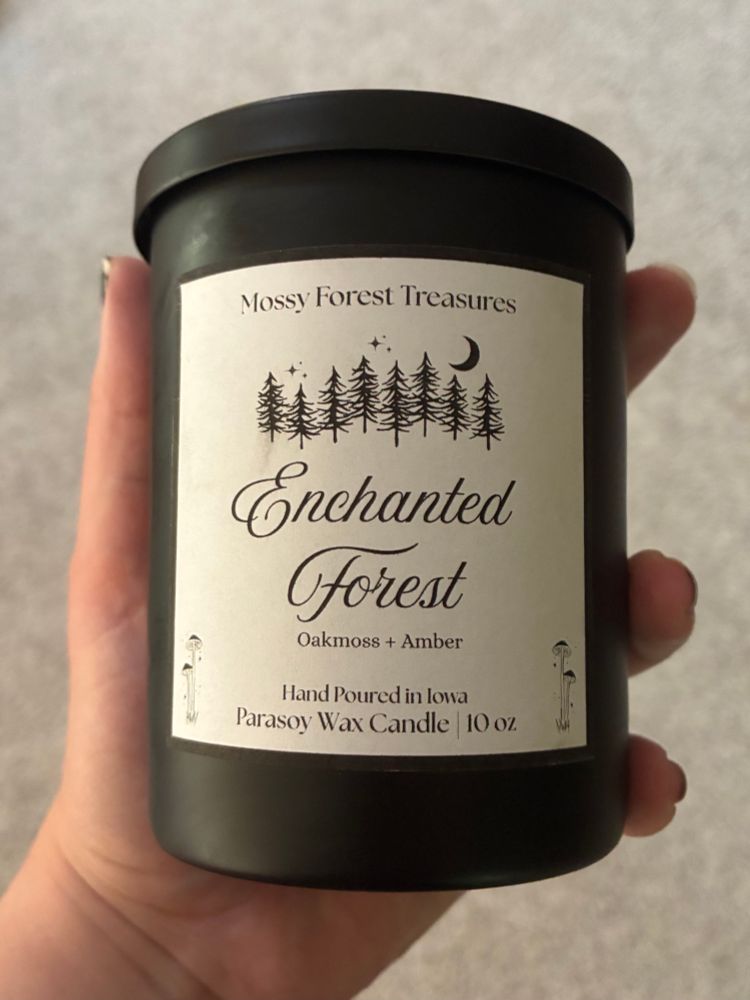 Mossy Forest Treasures
Enchanted
Forest
Oakmoss + Amber
Hand Poured in Iowa
Parasoy Wax Candle | 10 oz